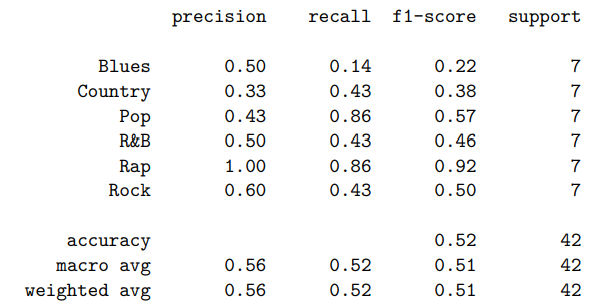 precision recall f1-score support
Blues 0.50 0.14 0.22 7
Country 0.33 0.43 0.38 7
Pop 0.43 0.86 0.57 7
R&B 0.50 0.43 0.46 7
Rap 1.00 0.86 0.92 7
Rock 0.60 0.43 0.50 7
accuracy 0.52 42
macro avg 0.56 0.52 0.51 42
weighted avg 0.56 0.52 0.51 42